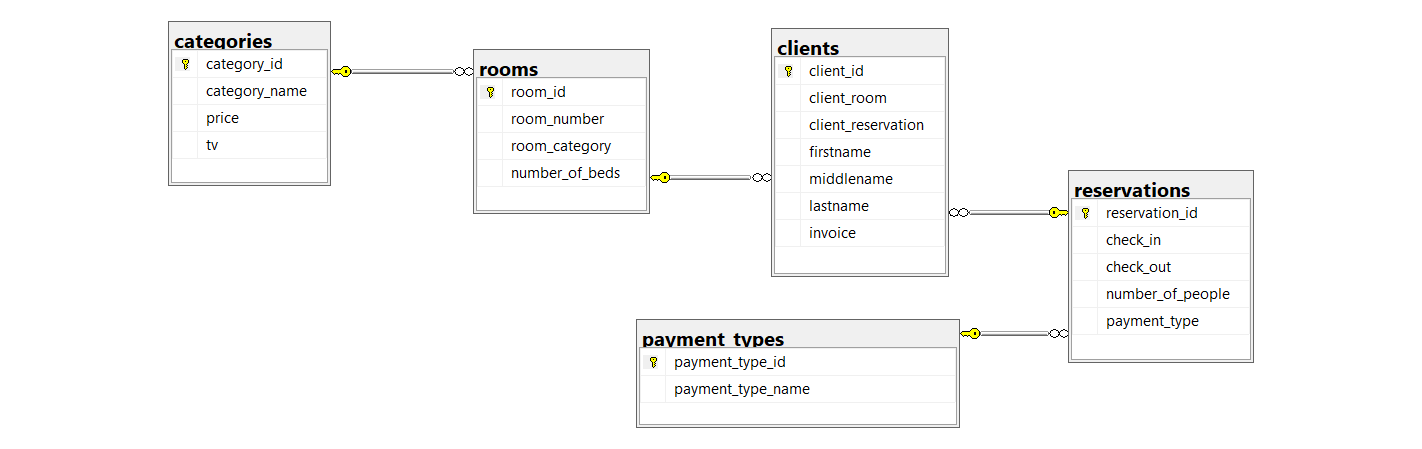 categories
category_id
category_name
price
tv
rooms
room_id
room_number
room_category
number_of_beds
clients
client_id
client_room
client_reservation
firstname
middlename
lastname
invoice
reservations
reservation_id
check_in
check_out
number_of_people
payment_type
payment_types
payment_type_id
payment_type_name